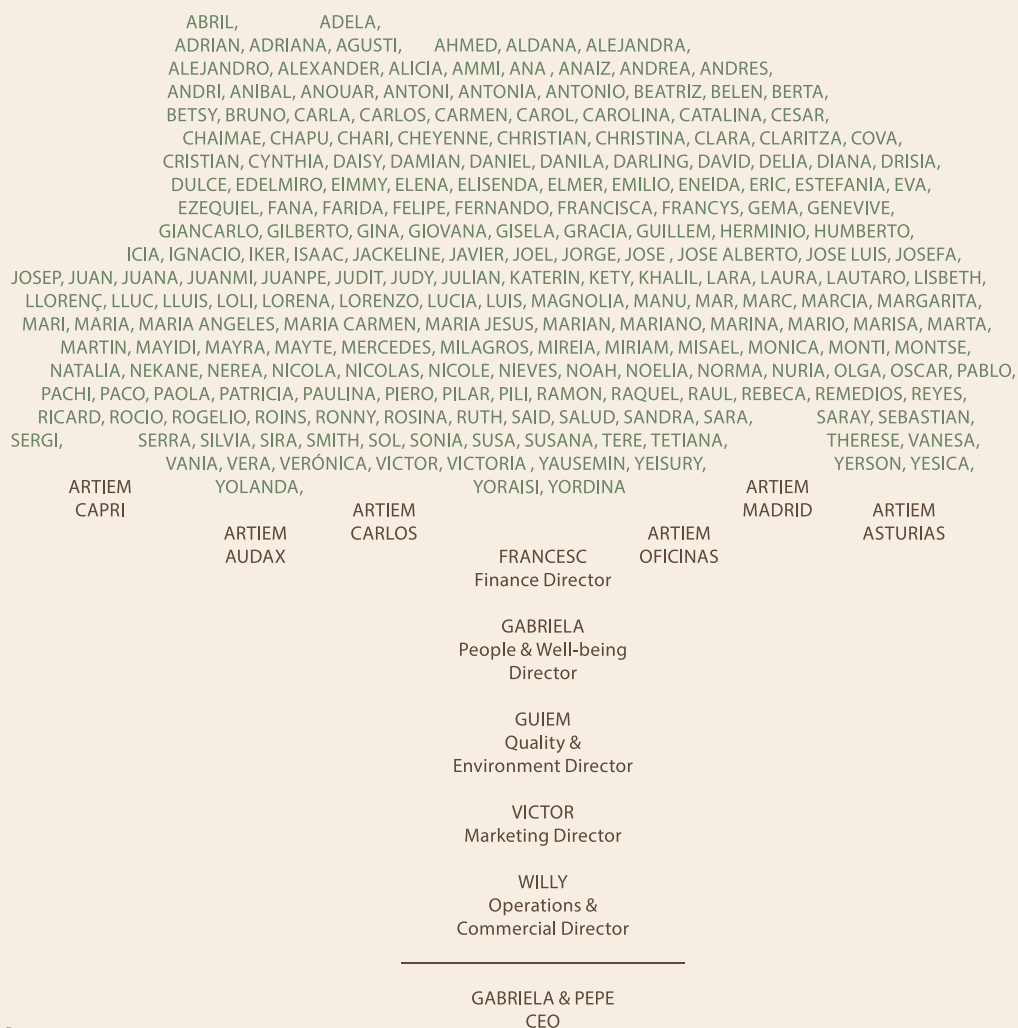 ABRIL, ADELA,
ADRIAN, ADRIANA, AGUSTI, AHMED, ALDANA, ALEJANDRA,
ALEJANDRO, ALEXANDER, ALICIA, AMMI, ANA , ANAIZ, ANDREA, ANDRES,
ANDRI, ANIBAL, ANOUAR, ANTONI, ANTONIA, ANTONIO, BEATRIZ, BELEN, BERTA,
BETSY, BRUNO, CARLA, CARLOS, CARMEN, CAROL, CAROLINA, CATALINA, CESAR,
CHAIMAE, CHAPU, CHARI, CHEYENNE, CHRISTIAN, CHRISTINA, CLARA, CLARITZA, COVA,
CRISTIAN, CYNTHIA, DAISY, DAMIAN, DANIEL, DANILA, DARLING, DAVID, DELIA, DIANA, DRISIA,
DULCE, EDELMIRO, EIMMY, ELENA, ELISENDA, ELMER, EMILIO, ENEIDA, ERIC, ESTEFANIA, EVA,
EZEQUIEL, FANA, FARIDA, FELIPE, FERNANDO, FRANCISCA, FRANCYS, GEMA, GENEVIVE,
GIANCARLO, GILBERTO, GINA, GIOVANA, GISELA, GRACIA, GUILLEM, HERMINIO, HUMBERTO,
ICIA, IGNACIO, IKER, ISAAC, JACKELINE, JAVIER, JOEL, JORGE, JOSE , JOSE ALBERTO, JOSE LUIS, JOSEFA,
JOSEP, JUAN, JUANA, JUANMI, JUANPE, JUDIT, JUDY, JULIAN, KATERIN, KETY, KHALIL, LARA, LAURA, LAUTARO, LISBETH,
LLORENÇ, LLUC, LLUIS, LOLI, LORENA, LORENZO, LUCIA, LUIS, MAGNOLIA, MANU, MAR, MARC, MARCIA, MARGARITA,
MARI, MARIA, MARIA ANGELES, MARIA CARMEN, MARIA JESUS, MARIAN, MARIANO, MARINA, MARIO, MARISA, MARTA,
MARTIN, MAYIDI, MAYRA, MAYTE, MERCEDES, MILAGROS, MIREIA, MIRIAM, MISAEL, MONICA, MONTI, MONTSE,
NATALIA, NEKANE, NEREA, NICOLA, NICOLAS, NICOLE, NIEVES, NOAH, NOELIA, NORMA, NURIA, OLGA, OSCAR, PABLO,
PACHI, PACO, PAOLA, PATRICIA, PAULINA, PIERO, PILAR, PILI, RAMON, RAQUEL, RAUL, REBECA, REMEDIOS, REYES,
RICARD, ROCIO, ROGELIO, ROINS, RONNY, ROSINA, RUTH, SAID, SALUD, SANDRA, SARA, SARAY, SEBASTIAN,
SERGI, SERRA, SILVIA, SIRA, SMITH, SOL, SONIA, SUSA, SUSANA, TERE, TETIANA, THERESE, VANESA,
VANIA, VERA, VERÓNICA, VICTOR, VICTORIA , YAUSEMIN, YEISURY, YERSON, YESICA,
YOLANDA, YORAISI, YORDINA
ARTIEM
CAPRI
ARTIEM
AUDAX
ARTIEM
CARLOS
ARTIEM
OFICINAS
ARTIEM
MADRID
ARTIEM
ASTURIAS
FRANCESC
Finance Director
GABRIELA
People & Well-being
Director
GUIEM
Quality &
Environment Director
VICTOR
Marketing Director
WILLY
Operations &
Commercial Director
GABRIELA & PEPE
CEO